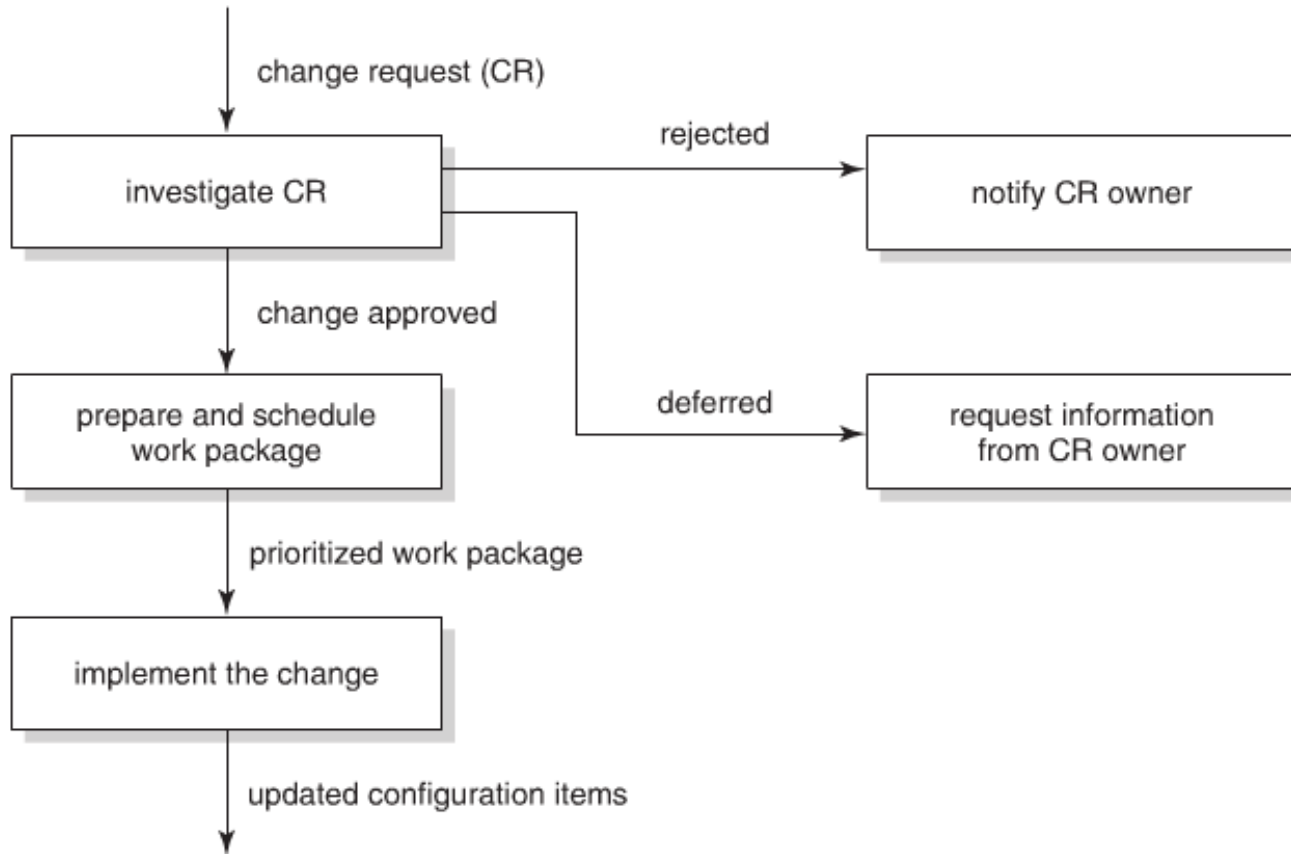 change request (CR)
rejected
investigate CR
notify CR owner
change approved
deferred
prepare and schedule
work package
request information
from CR owner
prioritized work package
implement the change
updated configuration items